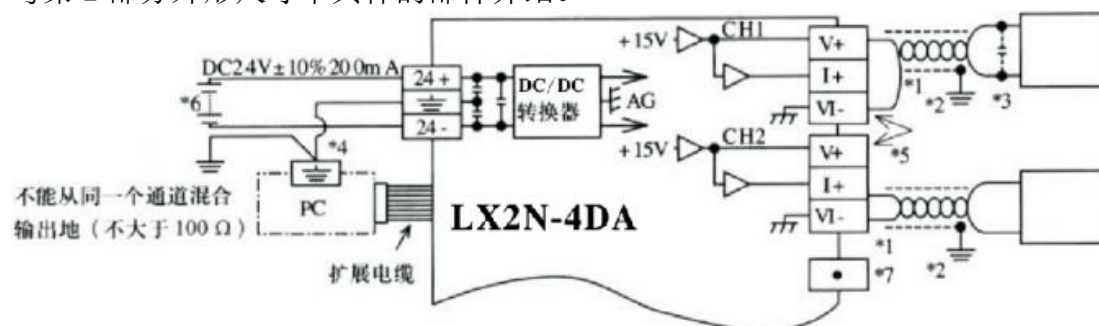 +15V CH1 V+
DC24V±10%200mA 24+ DC/DC I+ *1 *2 *3
*6 转换器 AG VI-
24- +15V CH2 V+ *5
*4
不能从同一个通道混合 PC I+
输出地（不大于100Ω） LX2N-4DA VI-
*1
扩展电缆 *7 *2